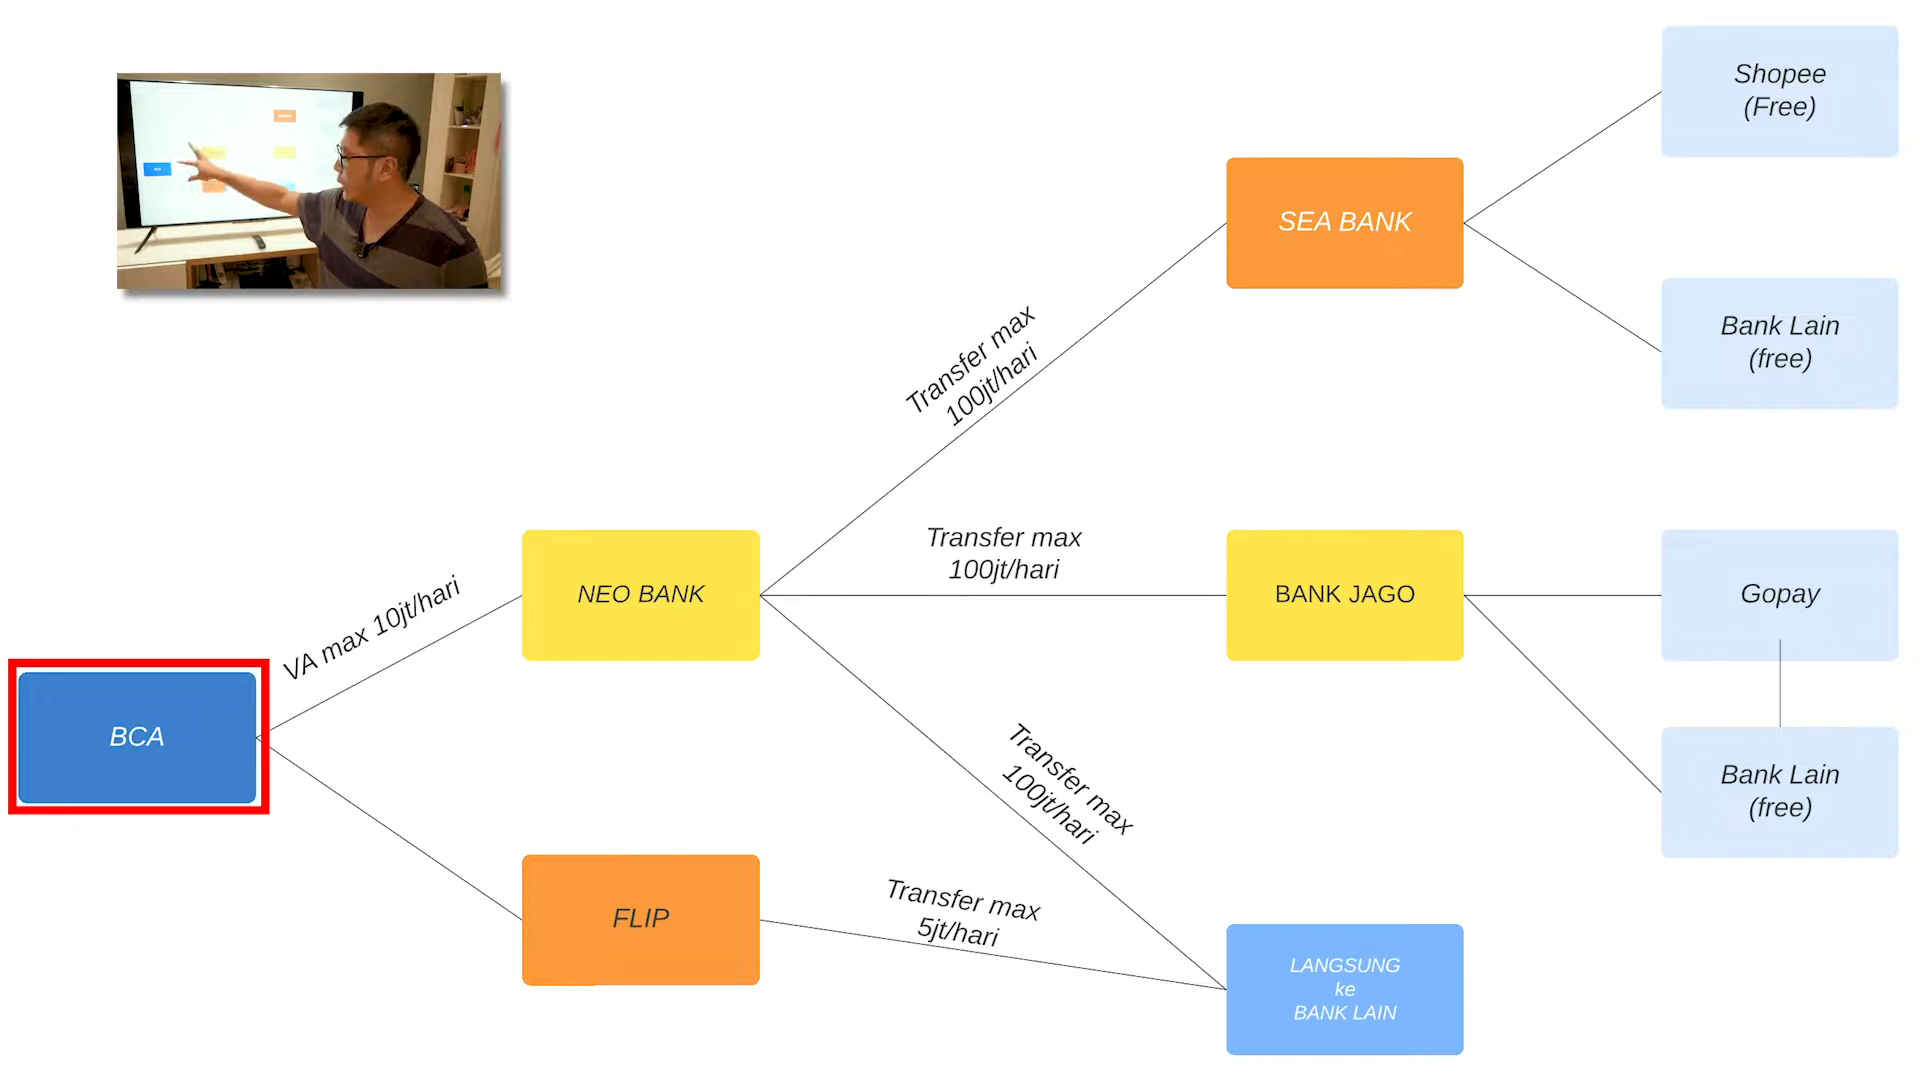 Shopee
(Free)
SEA BANK
Bank Lain
(free)
Transfer max
100jt/hari
Transfer max
100jt/hari
NEO BANK
BANK JAGO
Gopay
VA max 10jt/hari
BCA
Transfer max
100jt/hari
Bank Lain
(free)
FLIP
Transfer max
5jt/hari
LANGSUNG
ke
BANK LAIN